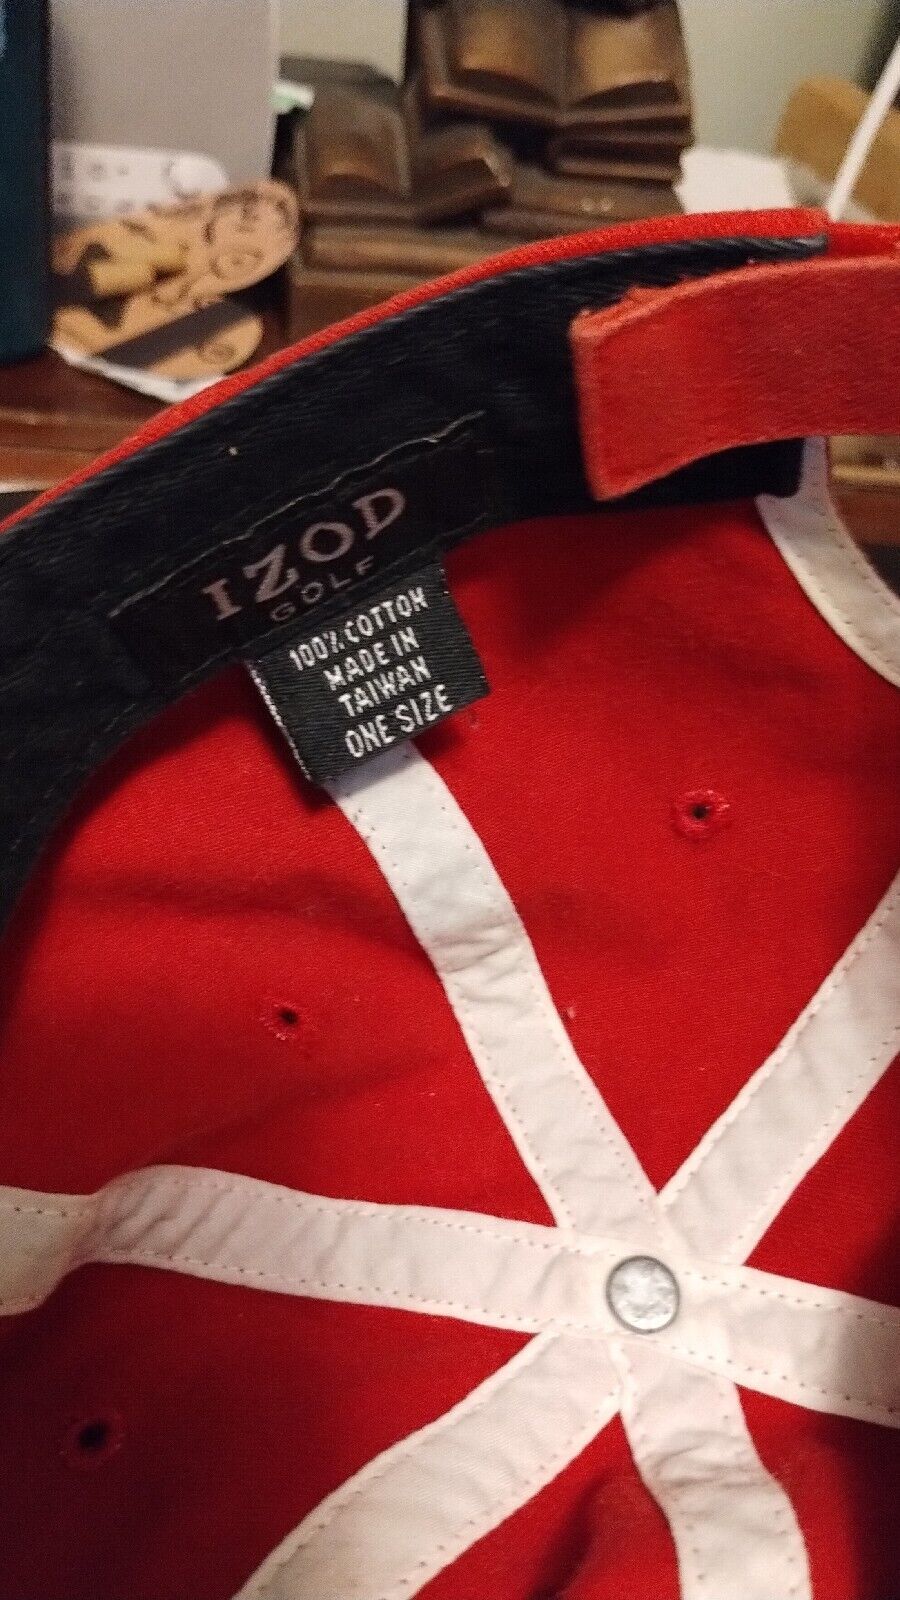 IZOD
GOLF
100% COTTON
MADE IN
TAIWAN
ONE SIZE